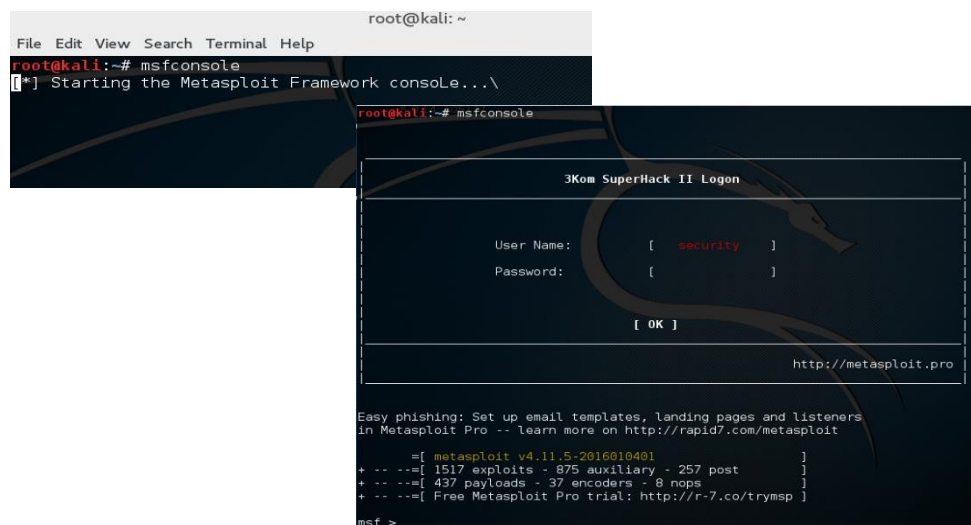 root@kali: ~
File Edit View Search Terminal Help
root@kali:~# msfconsole
[*] Starting the Metasploit Framework consoLe...\
root@kali:~# msfconsole
3Kom SuperHack II Logon
User Name: [ security ]
Password: [ ]
[ OK ]
http://metasploit.pro
Easy phishing: Set up email templates, landing pages and listeners
in Metasploit Pro -- learn more on http://rapid7.com/metasploit
=[ metasploit v4.11.5-2016010401 ]
+ -- --=[ 1517 exploits - 875 auxiliary - 257 post ]
+ -- --=[ 437 payloads - 37 encoders - 8 nops ]
+ -- --=[ Free Metasploit Pro trial: http://r-7.co/trymsp ]
msf >